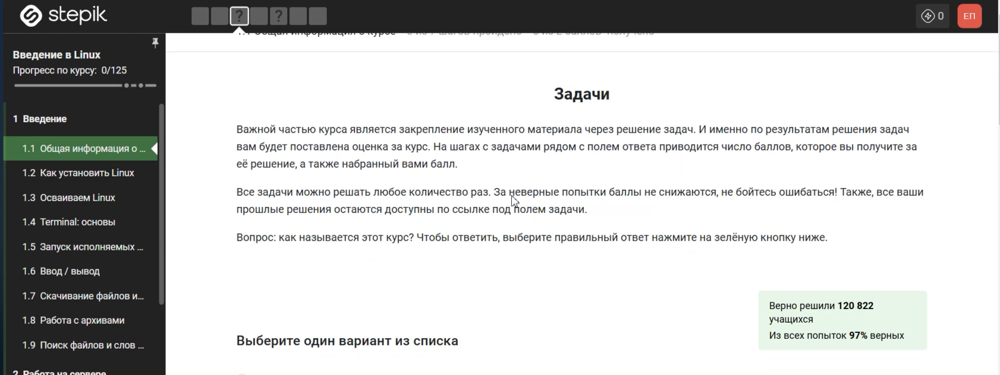 stepik
?
?
0
ЕП
1.1 Общая информация о курсе
Введение в Linux
Прогресс по курсу: 0/125
1 Введение
1.1 Общая информация о ...
1.2 Как установить Linux
1.3 Осваиваем Linux
1.4 Terminal: основы
1.5 Запуск исполняемых ...
1.6 Ввод / вывод
1.7 Скачивание файлов и...
1.8 Работа с архивами
1.9 Поиск файлов и слов ...
2 Работа на сервере
Задачи
Важной частью курса является закрепление изученного материала через решение задач. И именно по результатам решения задач
вам будет поставлена оценка за курс. На шагах с задачами рядом с полем ответа приводится число баллов, которое вы получите за
её решение, а также набранный вами балл.
Все задачи можно решать любое количество раз. За неверные попытки баллы не снижаются, не бойтесь ошибаться! Также, все ваши
прошлые решения остаются доступны по ссылке под полем задачи.
Вопрос: как называется этот курс? Чтобы ответить, выберите правильный ответ нажмите на зелёную кнопку ниже.
Верно решили 120 822
учащихся
Из всех попыток 97% верных
Выберите один вариант из списка